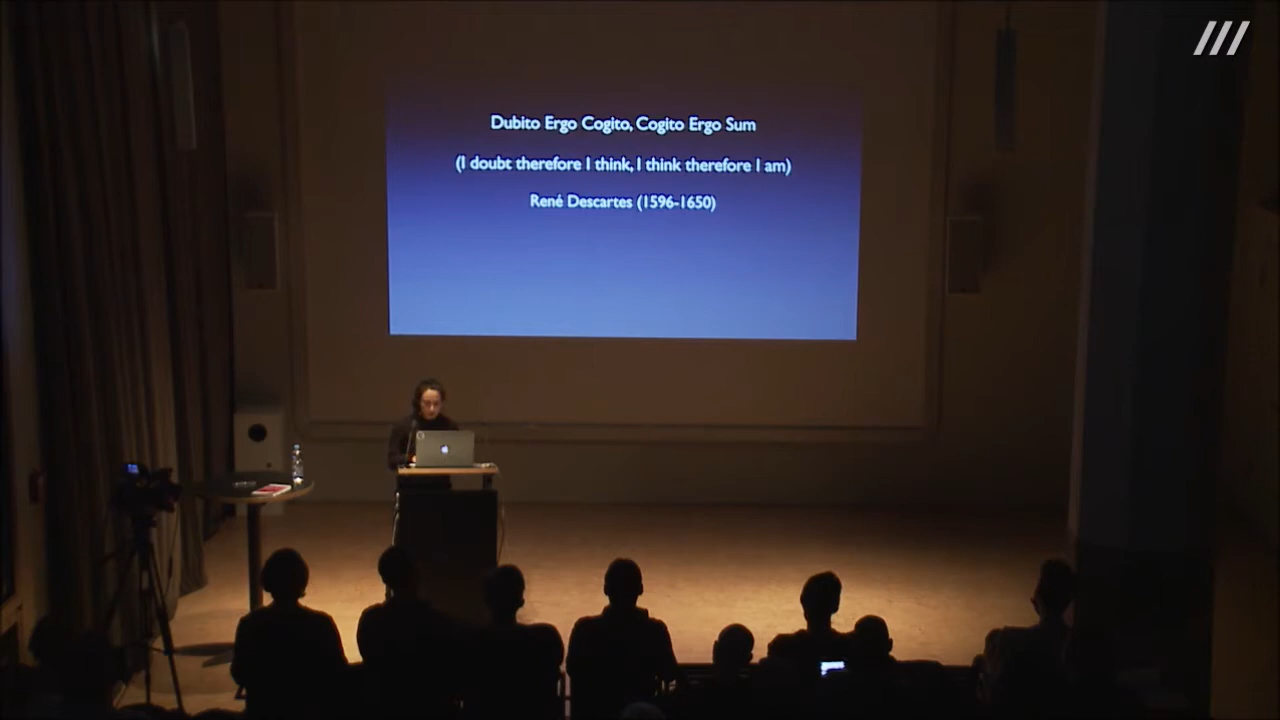 Dubito Ergo Cogito, Cogito Ergo Sum
(I doubt therefore I think, I think therefore I am)
René Descartes (1596-1650)